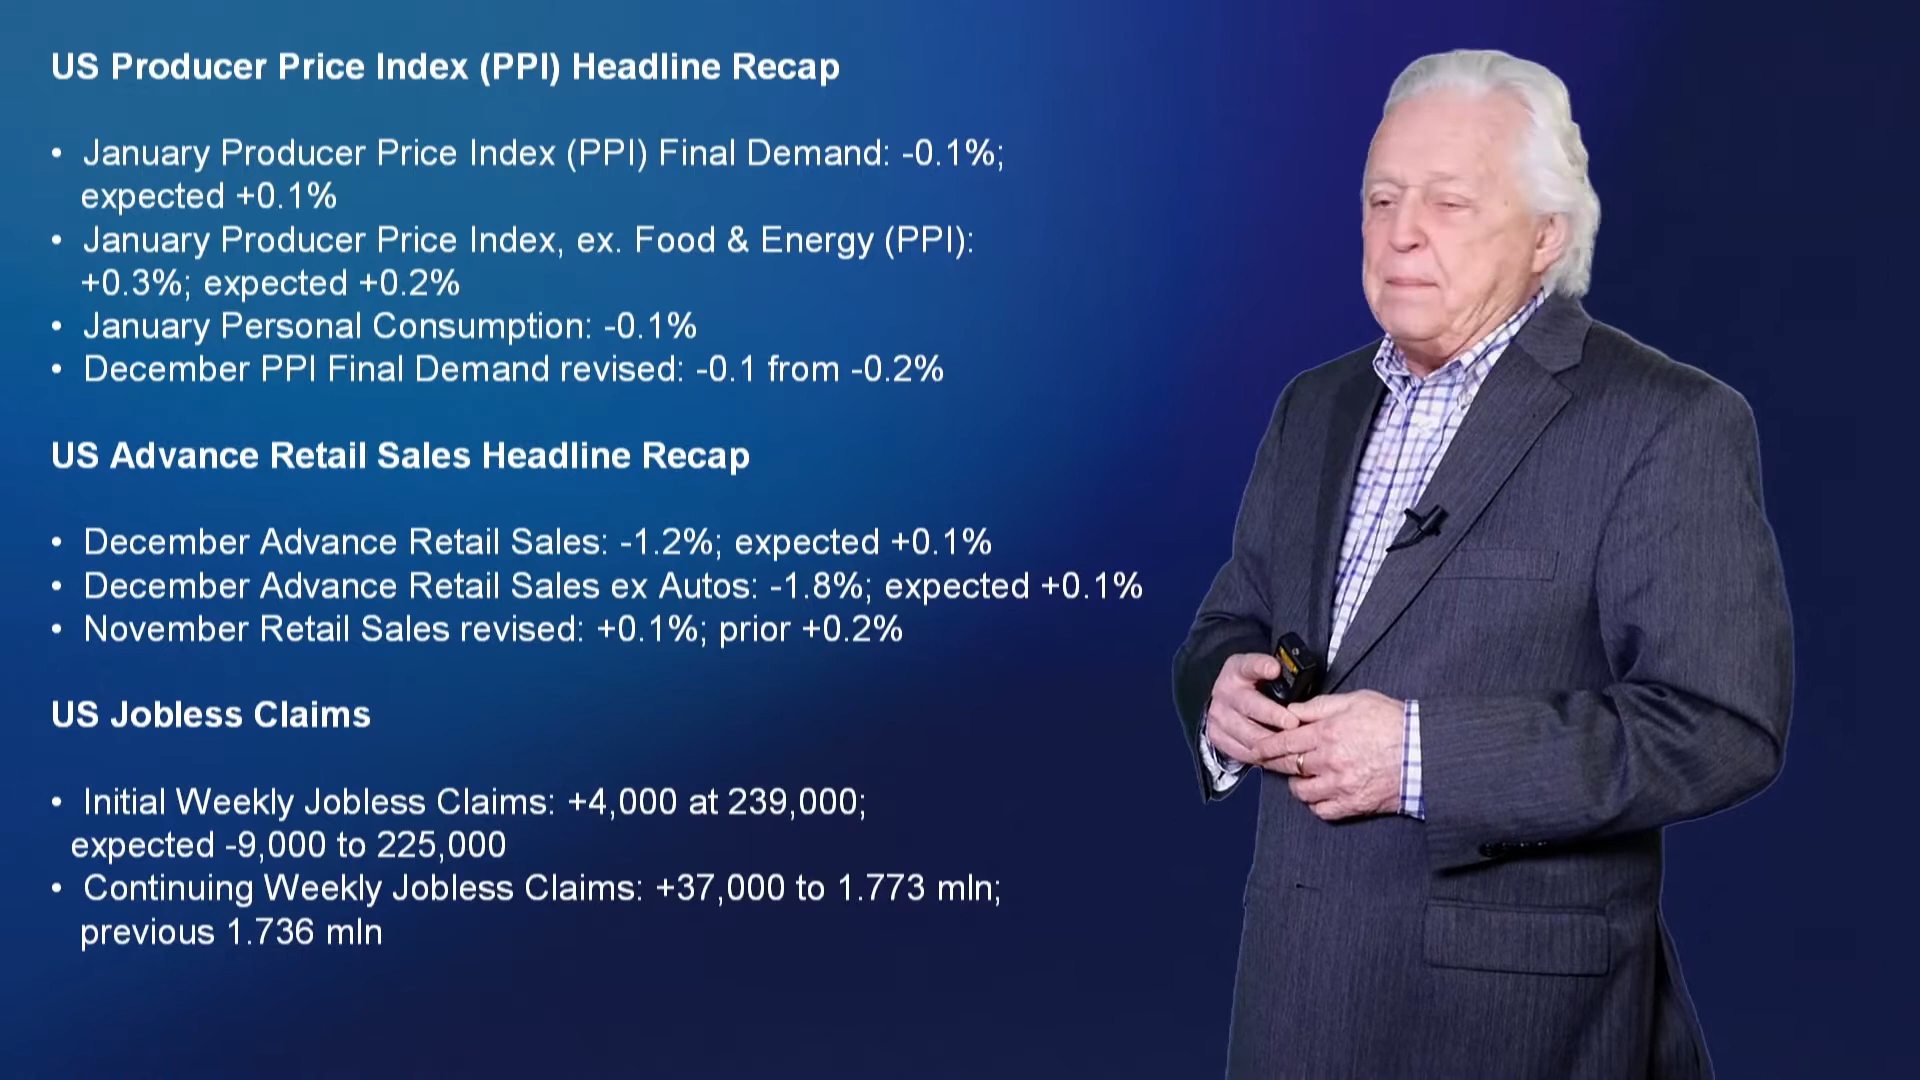 US Producer Price Index (PPI) Headline Recap
• January Producer Price Index (PPI) Final Demand: -0.1%;
expected +0.1%
• January Producer Price Index, ex. Food & Energy (PPI):
+0.3%; expected +0.2%
• January Personal Consumption: -0.1%
• December PPI Final Demand revised: -0.1 from -0.2%
US Advance Retail Sales Headline Recap
• December Advance Retail Sales: -1.2%; expected +0.1%
• December Advance Retail Sales ex Autos: -1.8%; expected +0.1%
• November Retail Sales revised: +0.1%; prior +0.2%
US Jobless Claims
• Initial Weekly Jobless Claims: +4,000 at 239,000;
expected -9,000 to 225,000
• Continuing Weekly Jobless Claims: +37,000 to 1.773 mln;
previous 1.736 mln